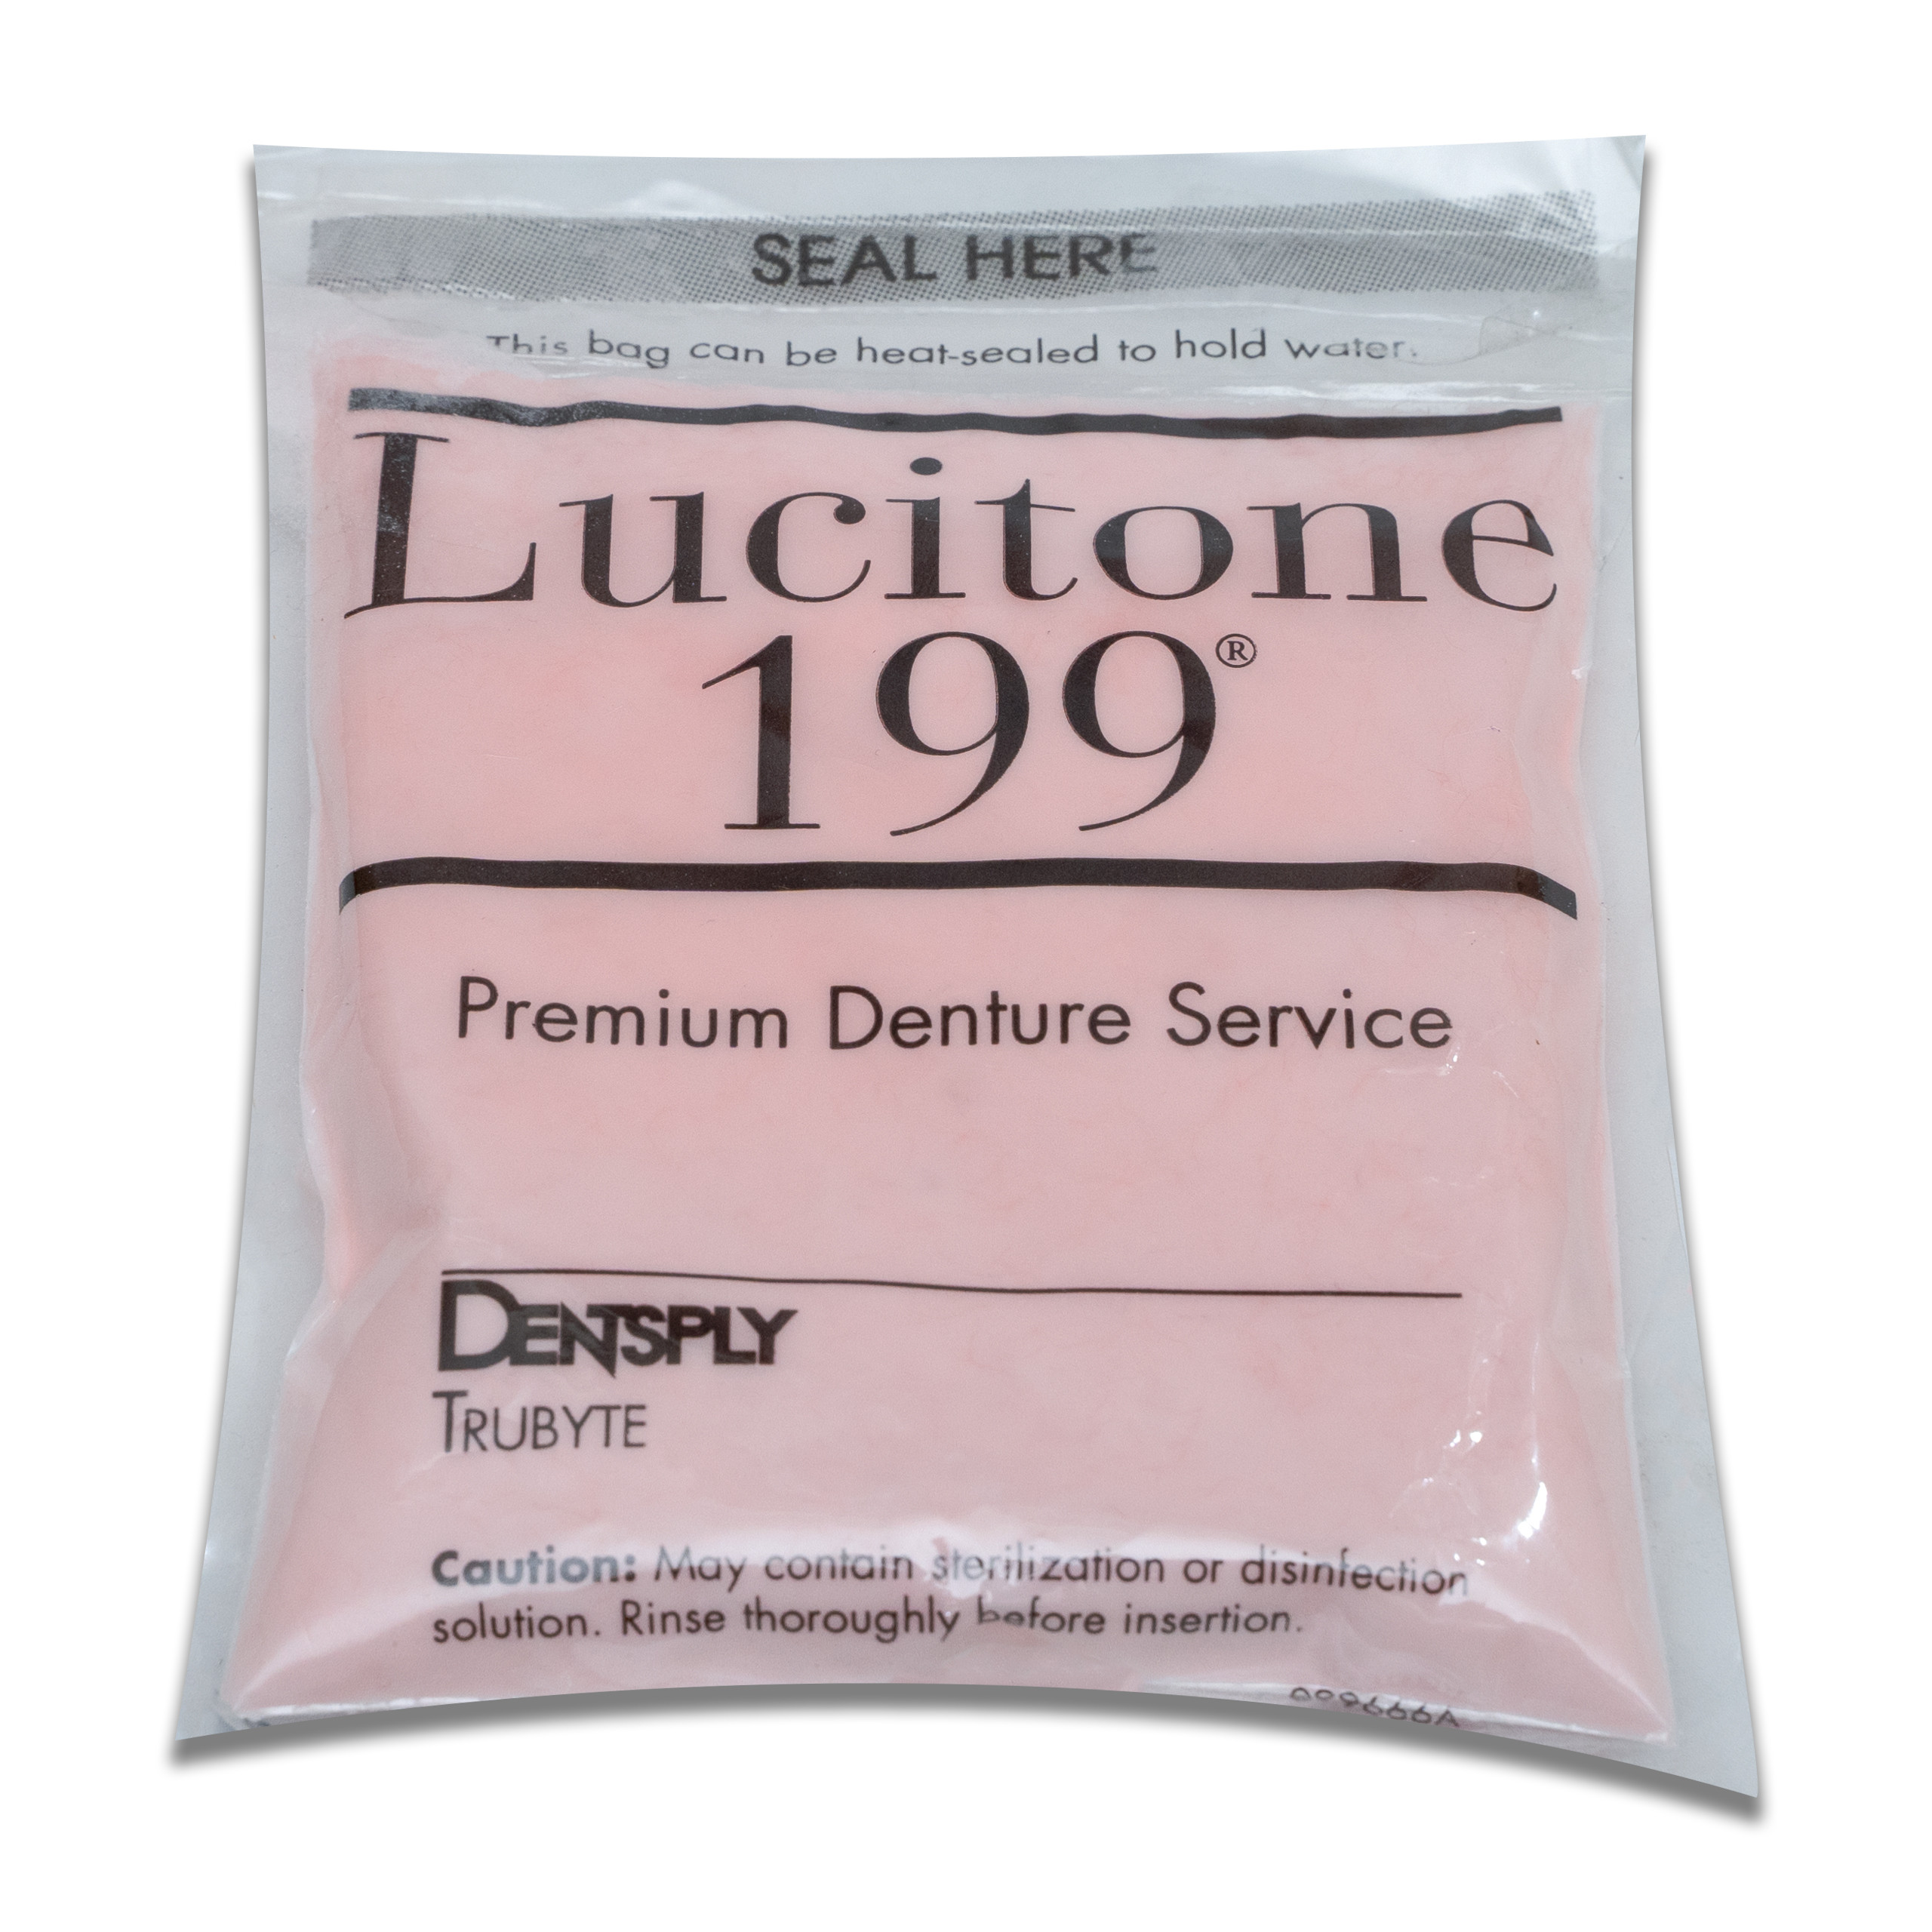 SEAL HERE
This bag can be heat-sealed to hold water.
Lucitone
199®
Premium Denture Service
DENTSPLY
TRUBYTE
Caution: May contain sterilization or disinfection
solution. Rinse thoroughly before insertion.